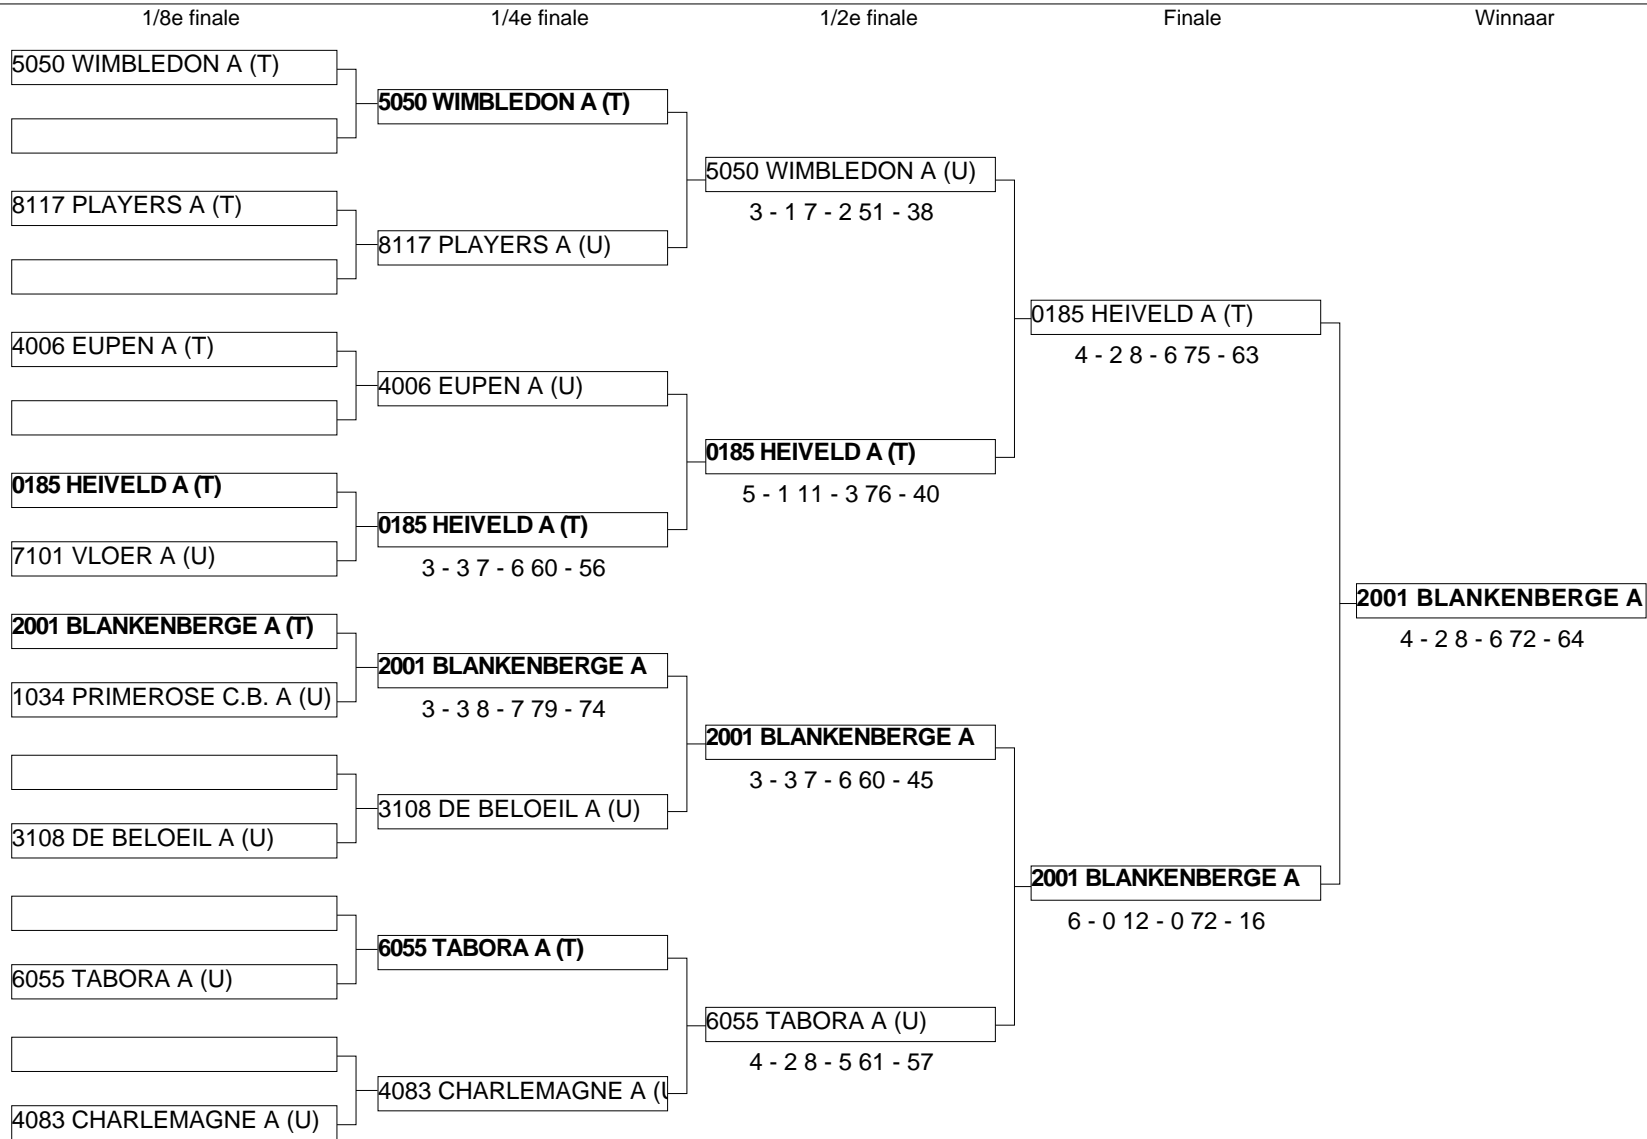 1/8e finale
1/4e finale
1/2e finale
Finale
Winnaar
5050 WIMBLEDON A (T)
8117 PLAYERS A (T)
4006 EUPEN A (T)
0185 HEIVELD A (T)
7101 VLOER A (U)
2001 BLANKENBERGE A (T)
1034 PRIMEROSE C.B. A (U)
3108 DE BELOEIL A (U)
6055 TABORA A (U)
4083 CHARLEMAGNE A (U)
5050 WIMBLEDON A (T)
8117 PLAYERS A (U)
4006 EUPEN A (U)
0185 HEIVELD A (T)
3 - 3 7 - 6 60 - 56
2001 BLANKENBERGE A
3 - 3 8 - 7 79 - 74
3108 DE BELOEIL A (U)
6055 TABORA A (T)
4083 CHARLEMAGNE A (
5050 WIMBLEDON A (U)
3 - 1 7 - 2 51 - 38
0185 HEIVELD A (T)
5 - 1 11 - 3 76 - 40
2001 BLANKENBERGE A
3 - 3 7 - 6 60 - 45
6055 TABORA A (U)
4 - 2 8 - 5 61 - 57
0185 HEIVELD A (T)
4 - 2 8 - 6 75 - 63
2001 BLANKENBERGE A
6 - 0 12 - 0 72 - 16
2001 BLANKENBERGE A
4 - 2 8 - 6 72 - 64